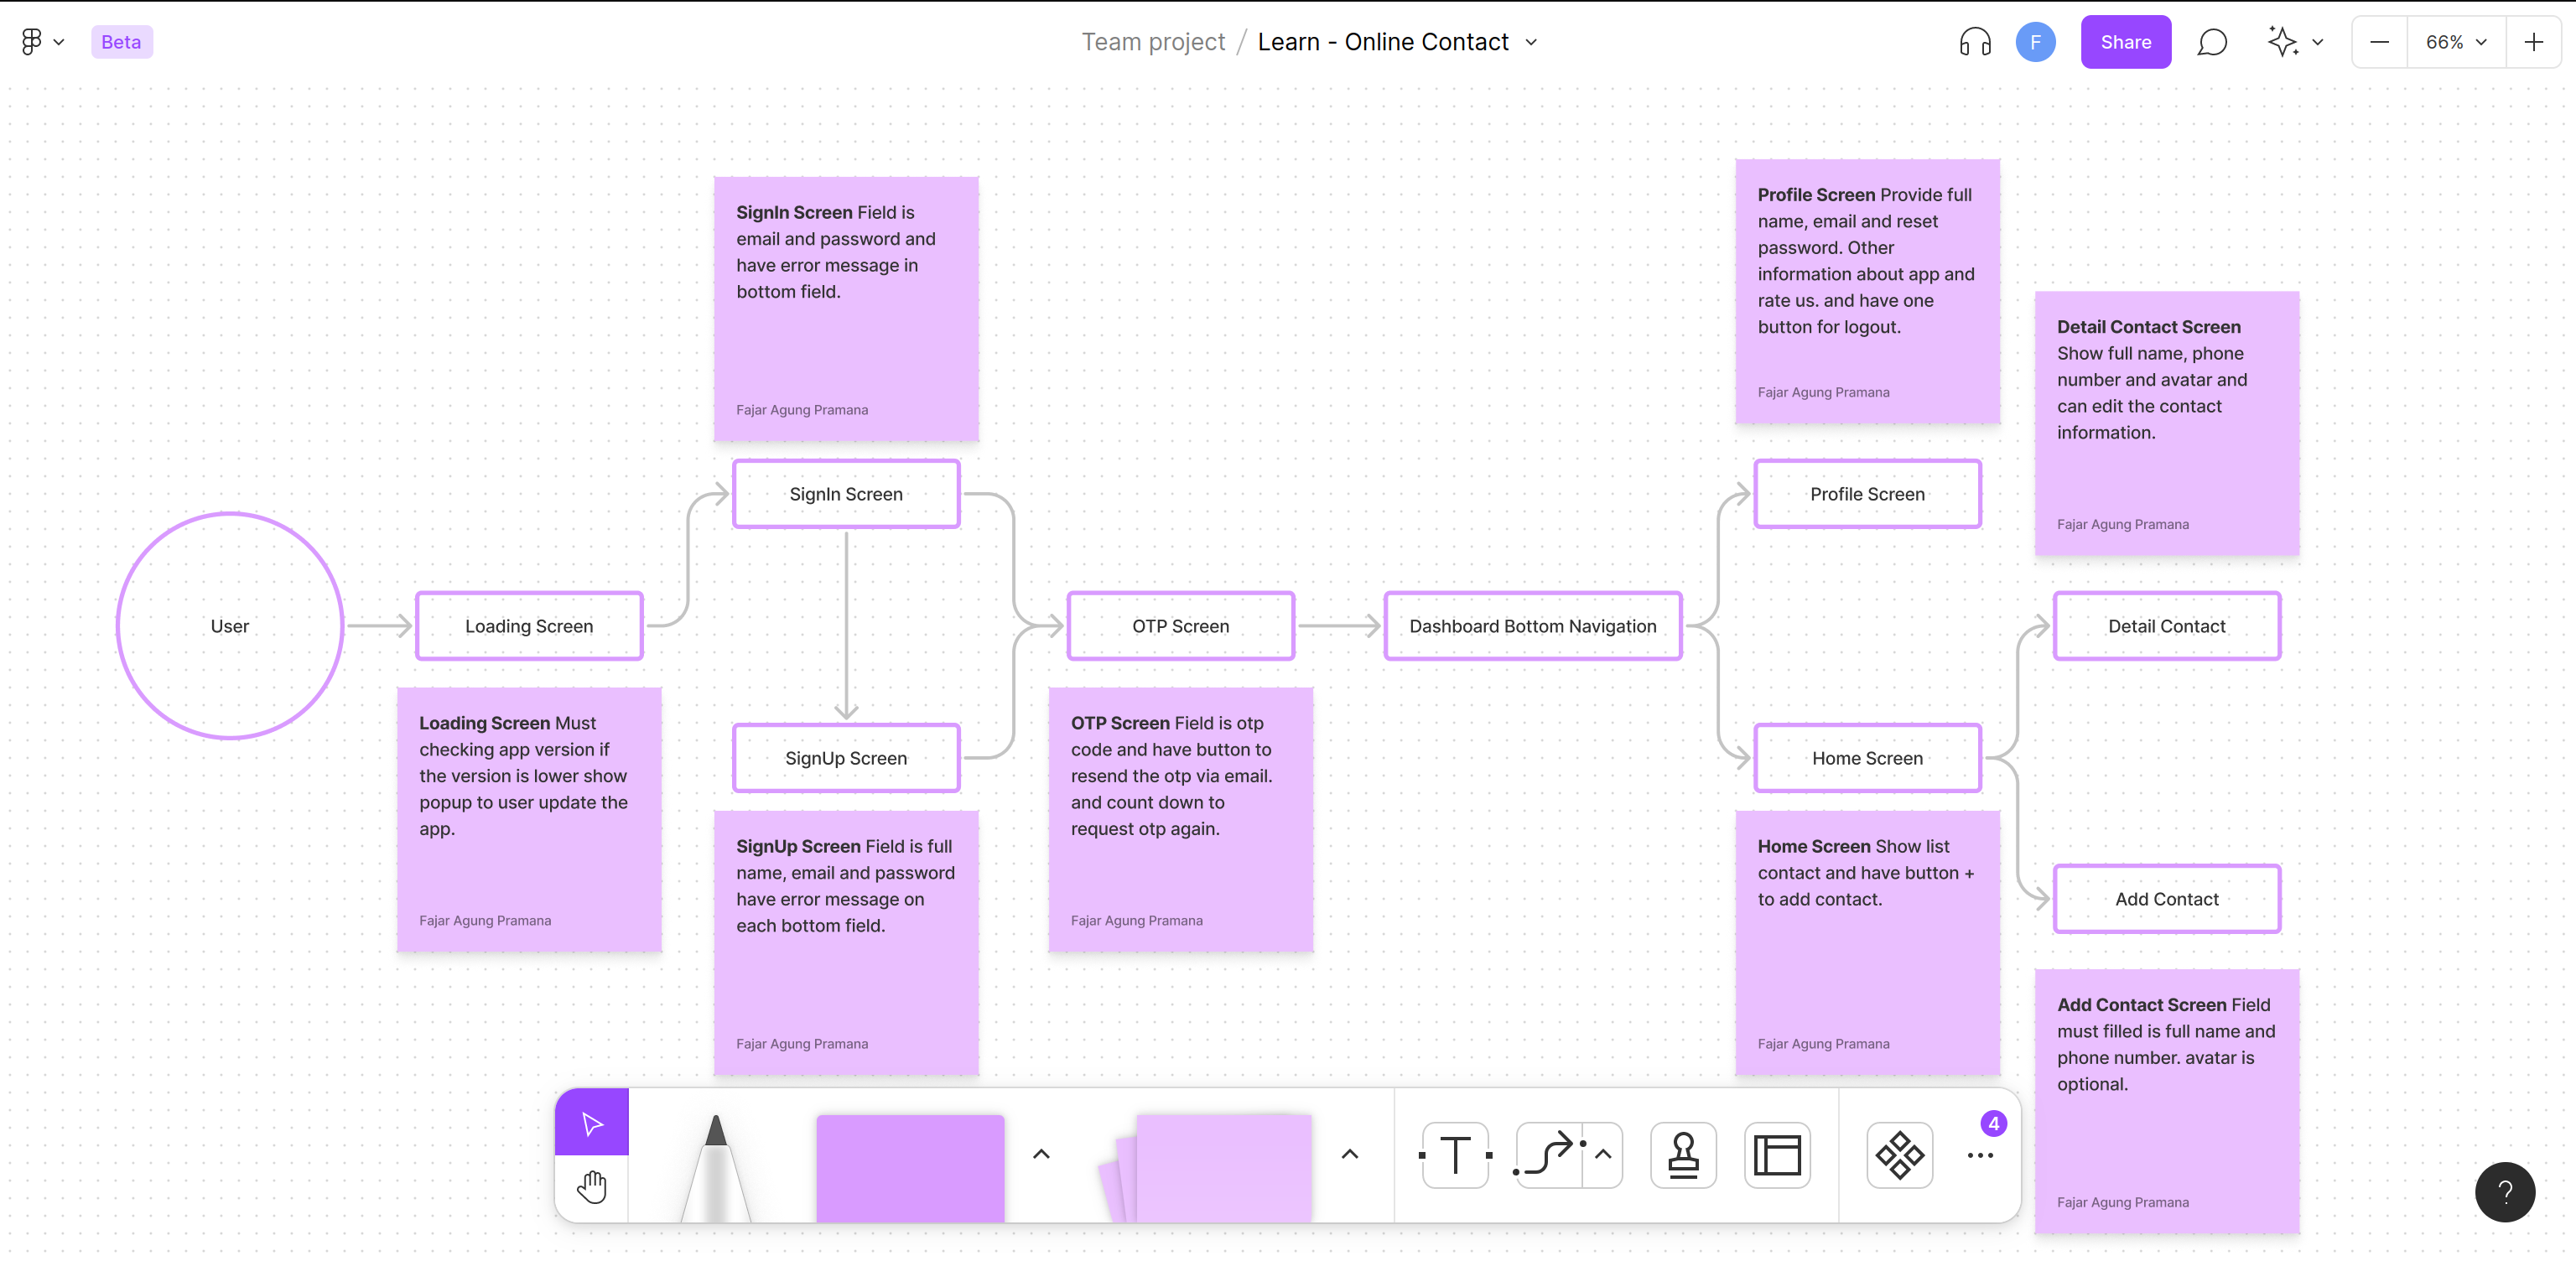 Beta
Team project / Learn - Online Contact
F
Share
66%
SignIn Screen Field is
email and password and
have error message in
bottom field.
Fajar Agung Pramana
Profile Screen Provide full
name, email and reset
password. Other
information about app and
rate us. and have one
button for logout.
Fajar Agung Pramana
Detail Contact Screen
Show full name, phone
number and avatar and
can edit the contact
information.
Fajar Agung Pramana
SignIn Screen
Profile Screen
User
Loading Screen
OTP Screen
Dashboard Bottom Navigation
Detail Contact
Loading Screen Must
checking app version if
the version is lower show
popup to user update the
app.
Fajar Agung Pramana
SignUp Screen
SignUp Screen Field is full
name, email and password
have error message on
each bottom field.
Fajar Agung Pramana
OTP Screen Field is otp
code and have button to
resend the otp via email.
and count down to
request otp again.
Fajar Agung Pramana
Home Screen
Home Screen Show list
contact and have button +
to add contact.
Fajar Agung Pramana
Add Contact
Add Contact Screen Field
must filled is full name and
phone number. avatar is
optional.
Fajar Agung Pramana
T
4
?